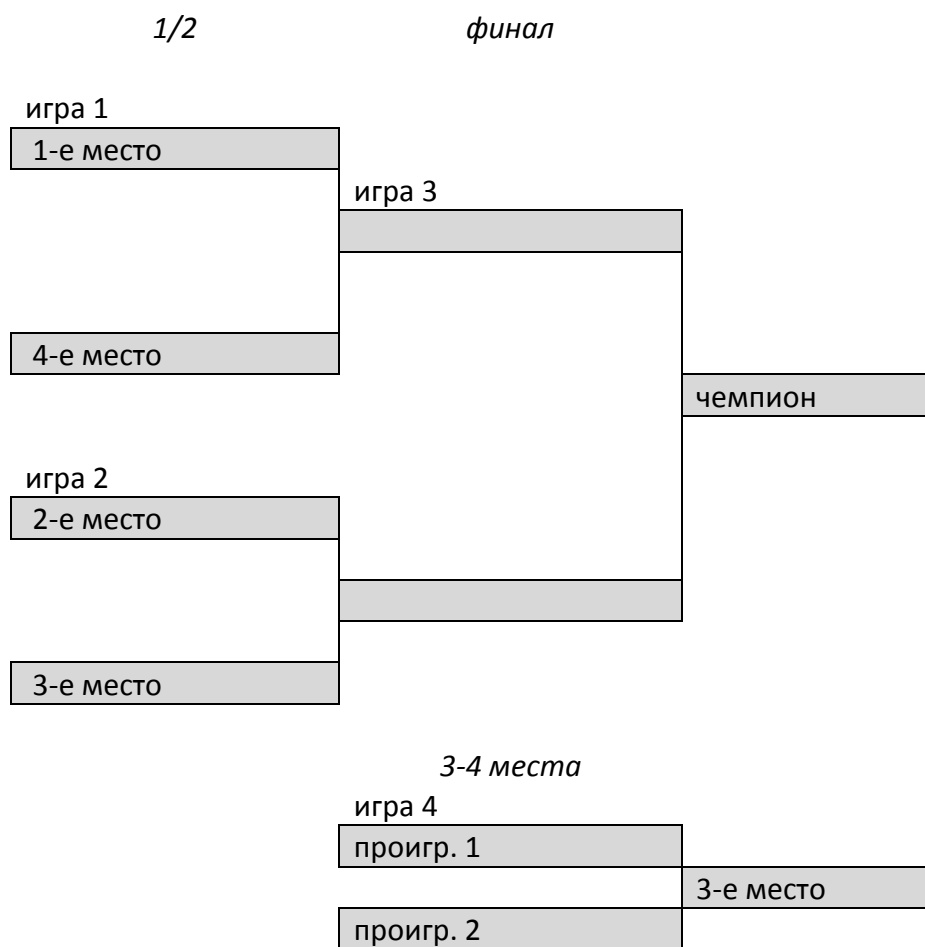 1/2 финал
игра 1
1-е место
игра 3
4-е место
чемпион
игра 2
2-е место
3-е место
3-4 места
игра 4
проигр. 1
3-е место
проигр. 2